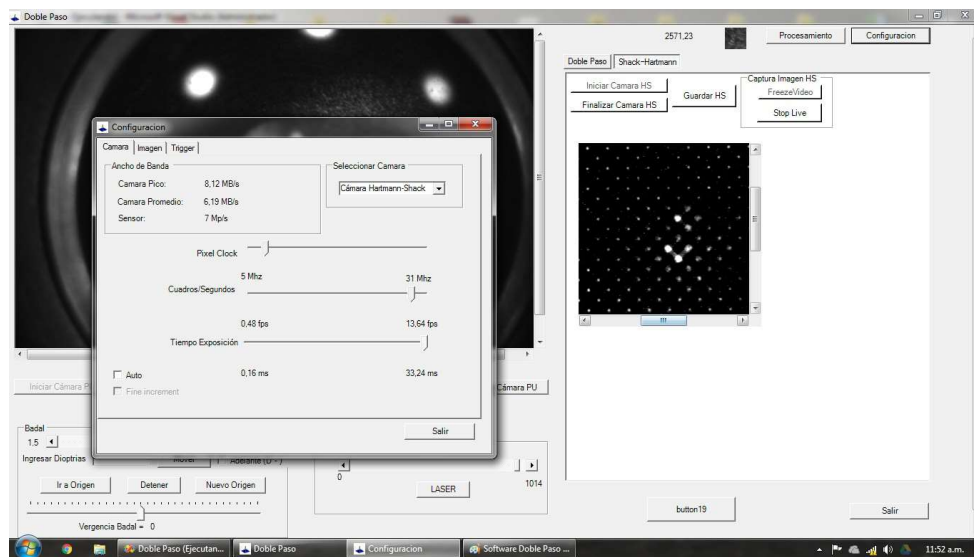 Doble Paso
2571,23
Procesamiento
Configuracion
Doble Paso
Shack-Hartmann
Iniciar Camara HS
Finalizar Camara HS
Guardar HS
Captura Imagen HS
FreezeVideo
Stop Live
Configuracion
Camara
Imagen
Trigger
Ancho de Banda
Camara Pico: 8,12 MB/s
Camara Promedio: 6,19 MB/s
Sensor: 7 Mp/s
Seleccionar Camara
Cámara Hartmann-Shack
Pixel Clock
5 Mhz
31 Mhz
Cuadros/Segundos
0,48 fps
13,64 fps
Tiempo Exposición
Auto
0,16 ms
33,24 ms
Fine increment
Salir
Iniciar Cámara P
Cámara PU
Badal
1.5
Ingresar Dioptrias
Ir a Origen
Detener
Nuevo Origen
Vergencia Badal = 0
0
1014
LASER
button19
Salir
Doble Paso (Ejecutan...
Doble Paso
Configuracion
Software Doble Paso ...
11:52 a.m.